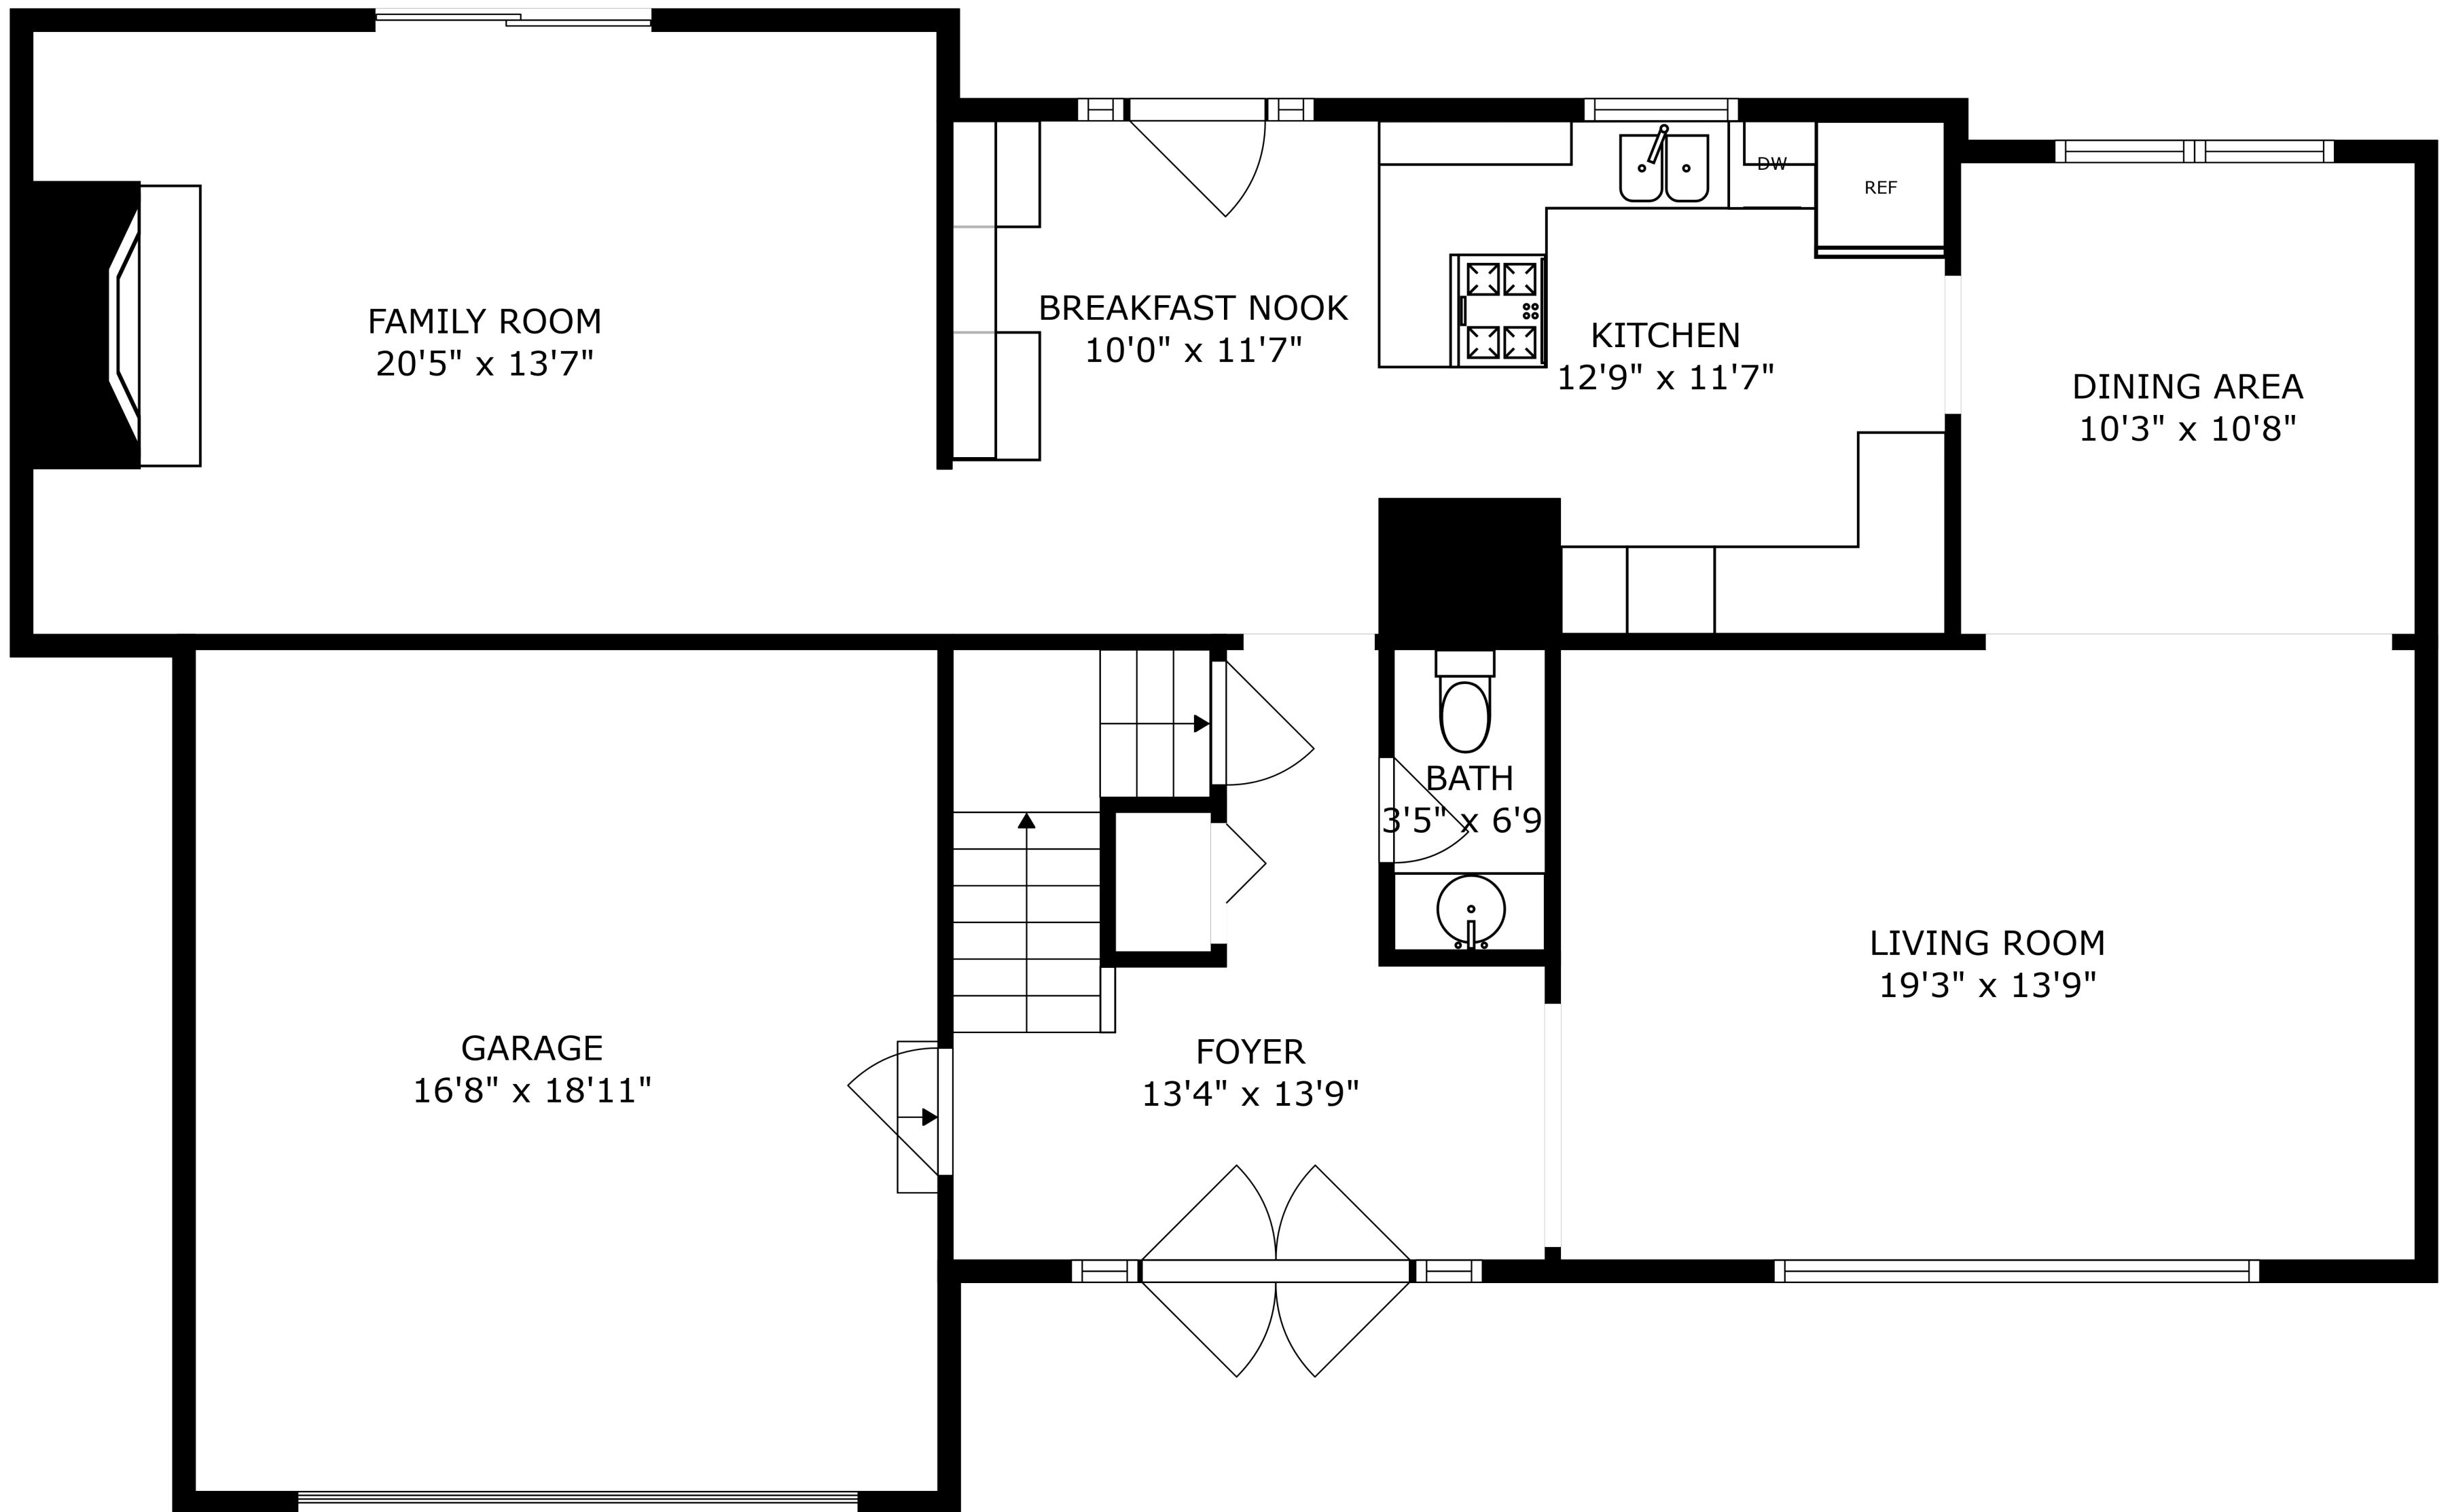 FAMILY ROOM
20'5" x 13'7"
BREAKFAST NOOK
10'0" x 11'7"
DW
REF
KITCHEN
12'9" x 11'7"
DINING AREA
10'3" x 10'8"
BATH
3'5" x 6'9
LIVING ROOM
19'3" x 13'9"
GARAGE
16'8" x 18'11"
FOYER
13'4" x 13'9"